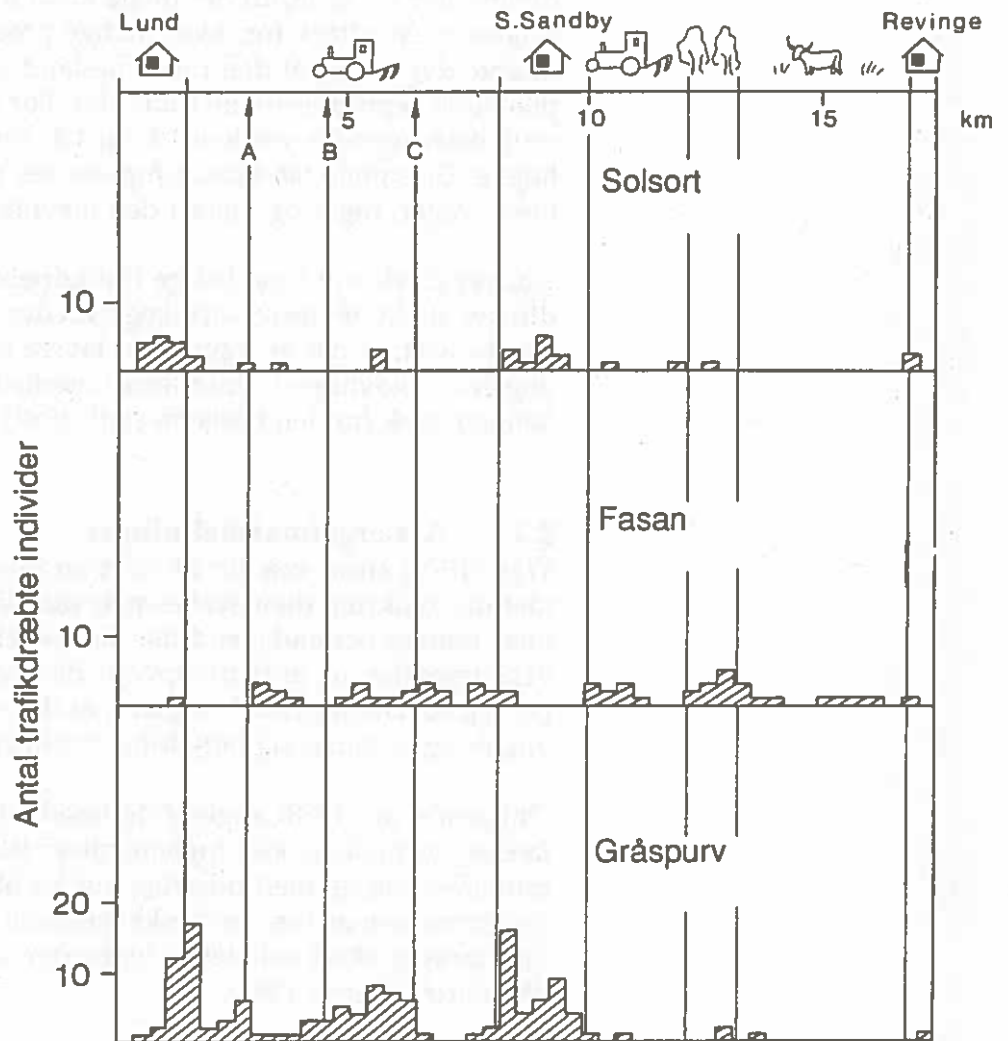 Lund S.Sandby Revinge
5 10 15 km
A B C
Solsort
10
Fasan
10
Antal trafikdræbte individer
Gråspurv
20
10